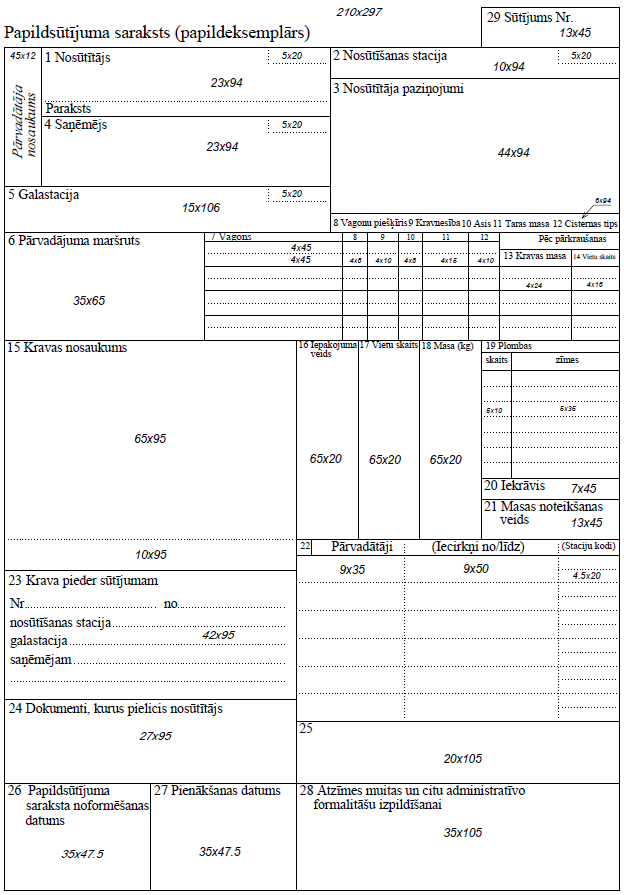 210x297
Papildsūtījuma saraksts (papildeksemplārs)
29 Sūtījums Nr.
13x45
45x12
Pārvadātāja nosaukums
1 Nosūtītājs
5x20
23x94
Paraksts
2 Nosūtīšanas stacija
5x20
10x94
3 Nosūtītāja paziņojumi
44x94
4 Saņēmējs
5x20
23x94
5 Galastacija
5x20
15x106
6x94
8 Vagonu piešķīris 9 Kravnesība 10 Asis 11 Taras masa 12 Cisternas tips
6 Pārvadājuma maršruts
35x65
7 Vagons
8 9 10 11 12
Pēc pārkraušanas
4x45
4x45
4x6 4x10 4x6 4x15 4x10
13 Kravas masa
14 Vietu skaits
4x24
4x16
15 Kravas nosaukums
65x95
10x95
16 Iepakojuma
veids
65x20
17 Vietu skaits
65x20
18 Masa (kg)
65x20
19 Plombas
skaits zīmes
5x10 5x35
20 Iekrāvis
7x45
21 Masas noteikšanas
veids
13x45
22 Pārvadātāji (Iecirkņi no/līdz) (Staciju kodi)
9x35 9x50
4.5x20
23 Krava pieder sūtījumam
Nr no
nosūtīšanas stacija
galastacija
42x95
saņēmējam
24 Dokumenti, kurus pielicis nosūtītājs
27x95
25
20x105
26 Papildsūtījuma
saraksta noformēšanas
datums
35x47.5
27 Pienākšanas datums
35x47.5
28 Atzīmes muitas un citu administratīvo
formalitāšu izpildīšanai
35x105